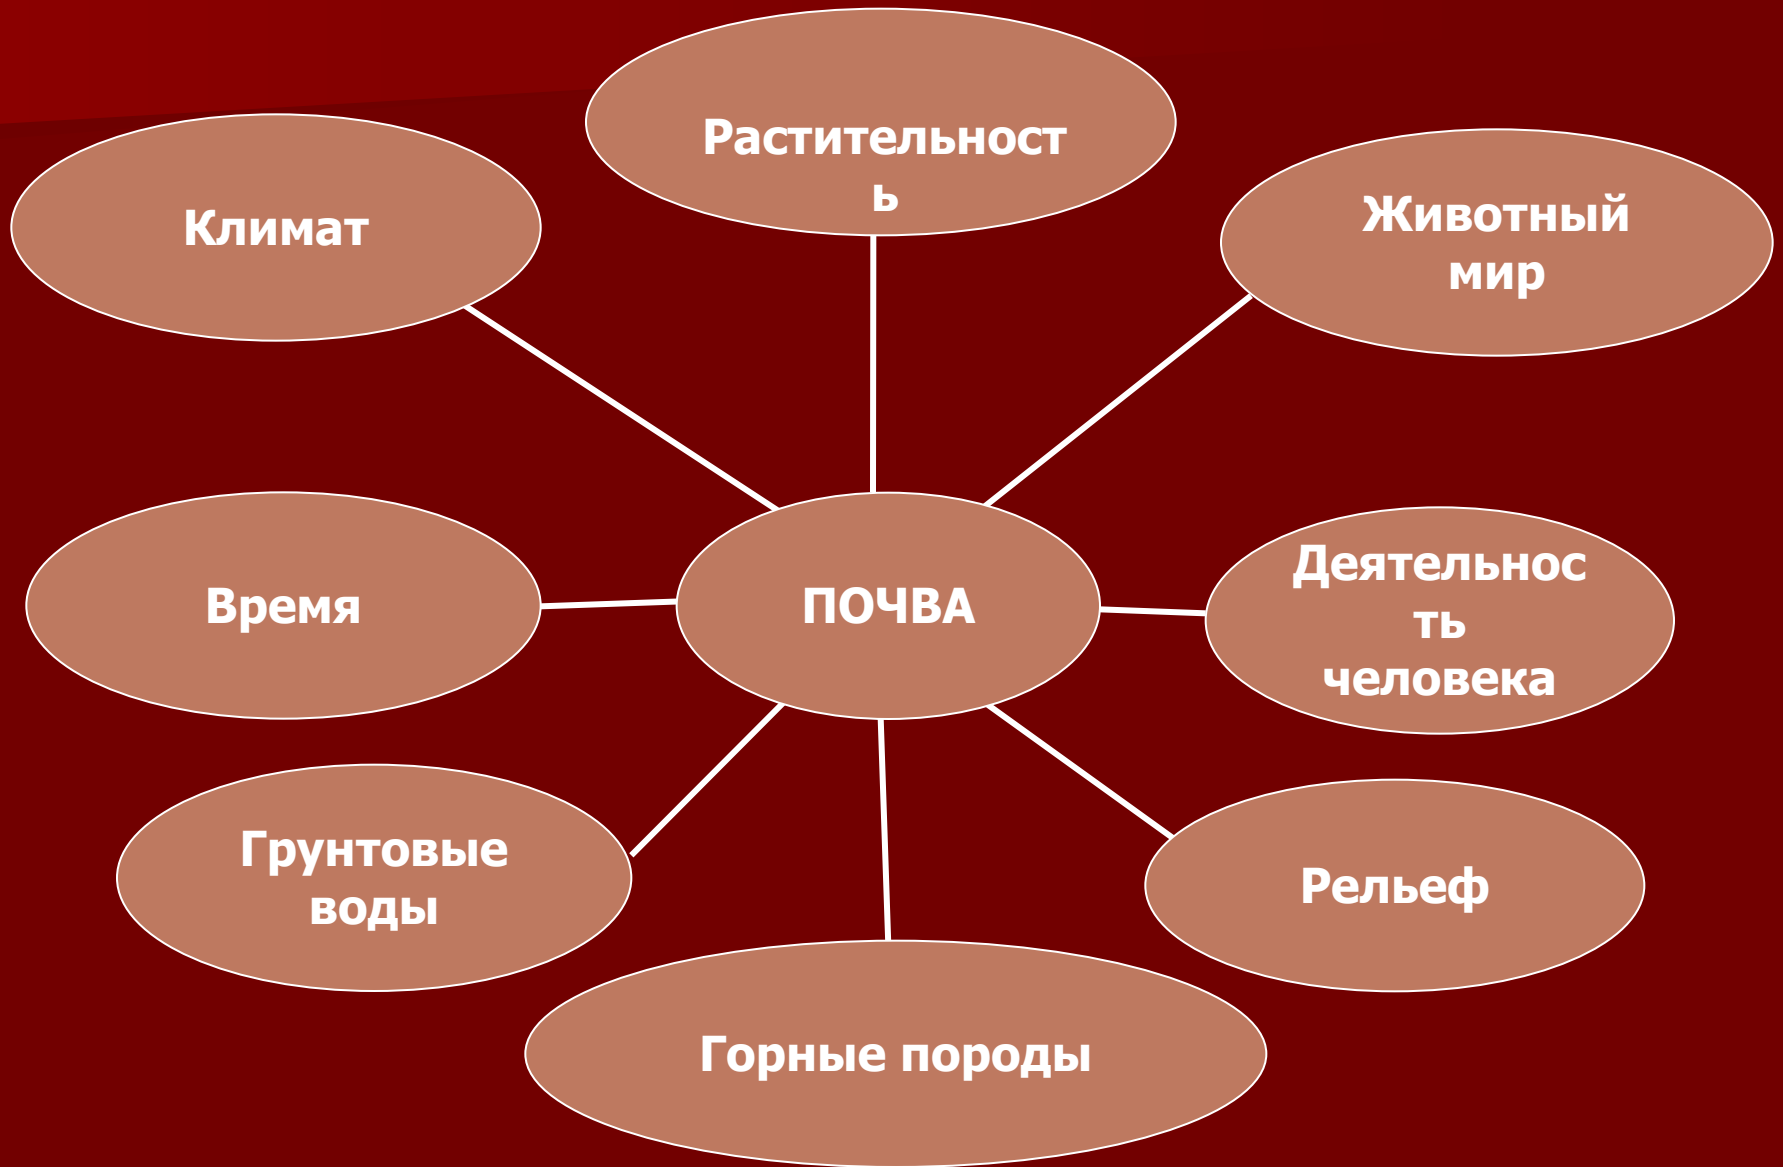 Растительност
ь
Климат
Животный
мир
Время
ПОЧВА
Деятельнос
ть
человека
Грунтовые
воды
Рельеф
Горные породы